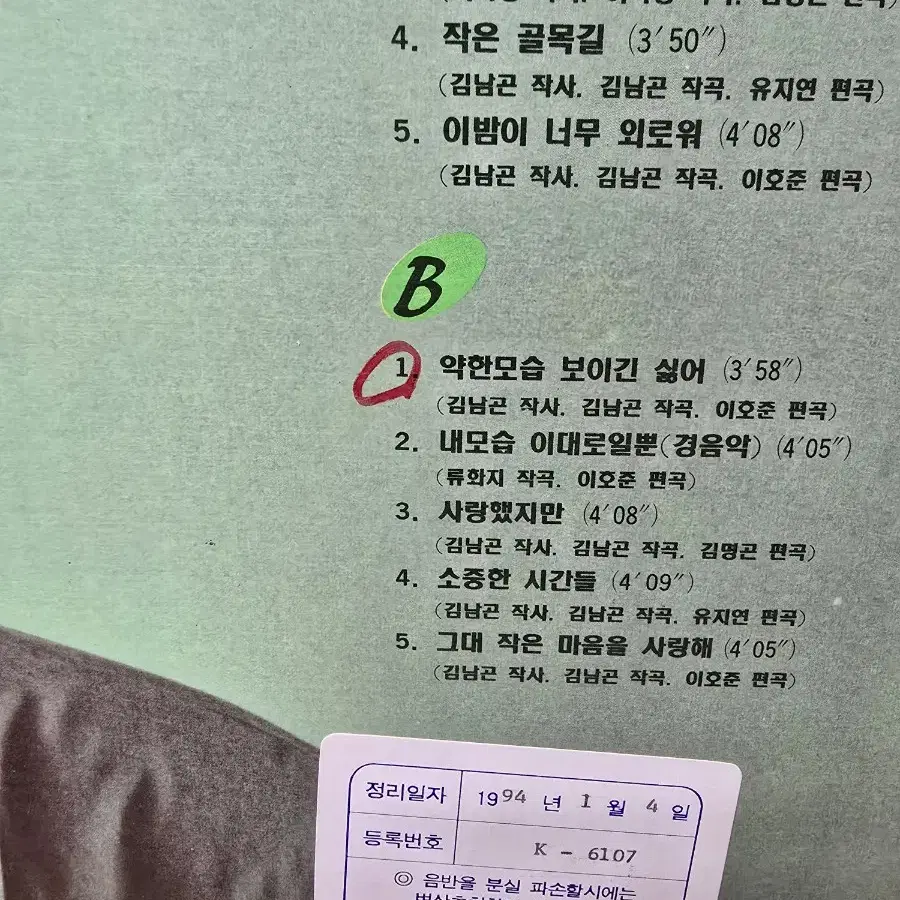 4. 작은 골목길 (3′50″)
(김남곤 작사. 김남곤 작곡. 유지연 편곡)
5. 이밤이 너무 외로워 (4′08″)
(김남곤 작사. 김남곤 작곡. 이호준 편곡)
B
1. 약한모습 보이긴 싫어 (3′58″)
(김남곤 작사. 김남곤 작곡. 이호준 편곡)
2. 내모습 이대로일뿐(경음악) (4′05″)
(류화지 작곡. 이호준 편곡)
3. 사랑했지만 (4′08″)
(김남곤 작사. 김남곤 작곡. 김명곤 편곡)
4. 소중한 시간들 (4′09″)
(김남곤 작사. 김남곤 작곡. 유지연 편곡)
5. 그대 작은 마음을 사랑해 (4′05″)
(김남곤 작사. 김남곤 작곡. 이호준 편곡)
정리일자 1994 년 1 월 4 일
등록번호 K - 6107
◎ 음반을 분실 파손할시에는